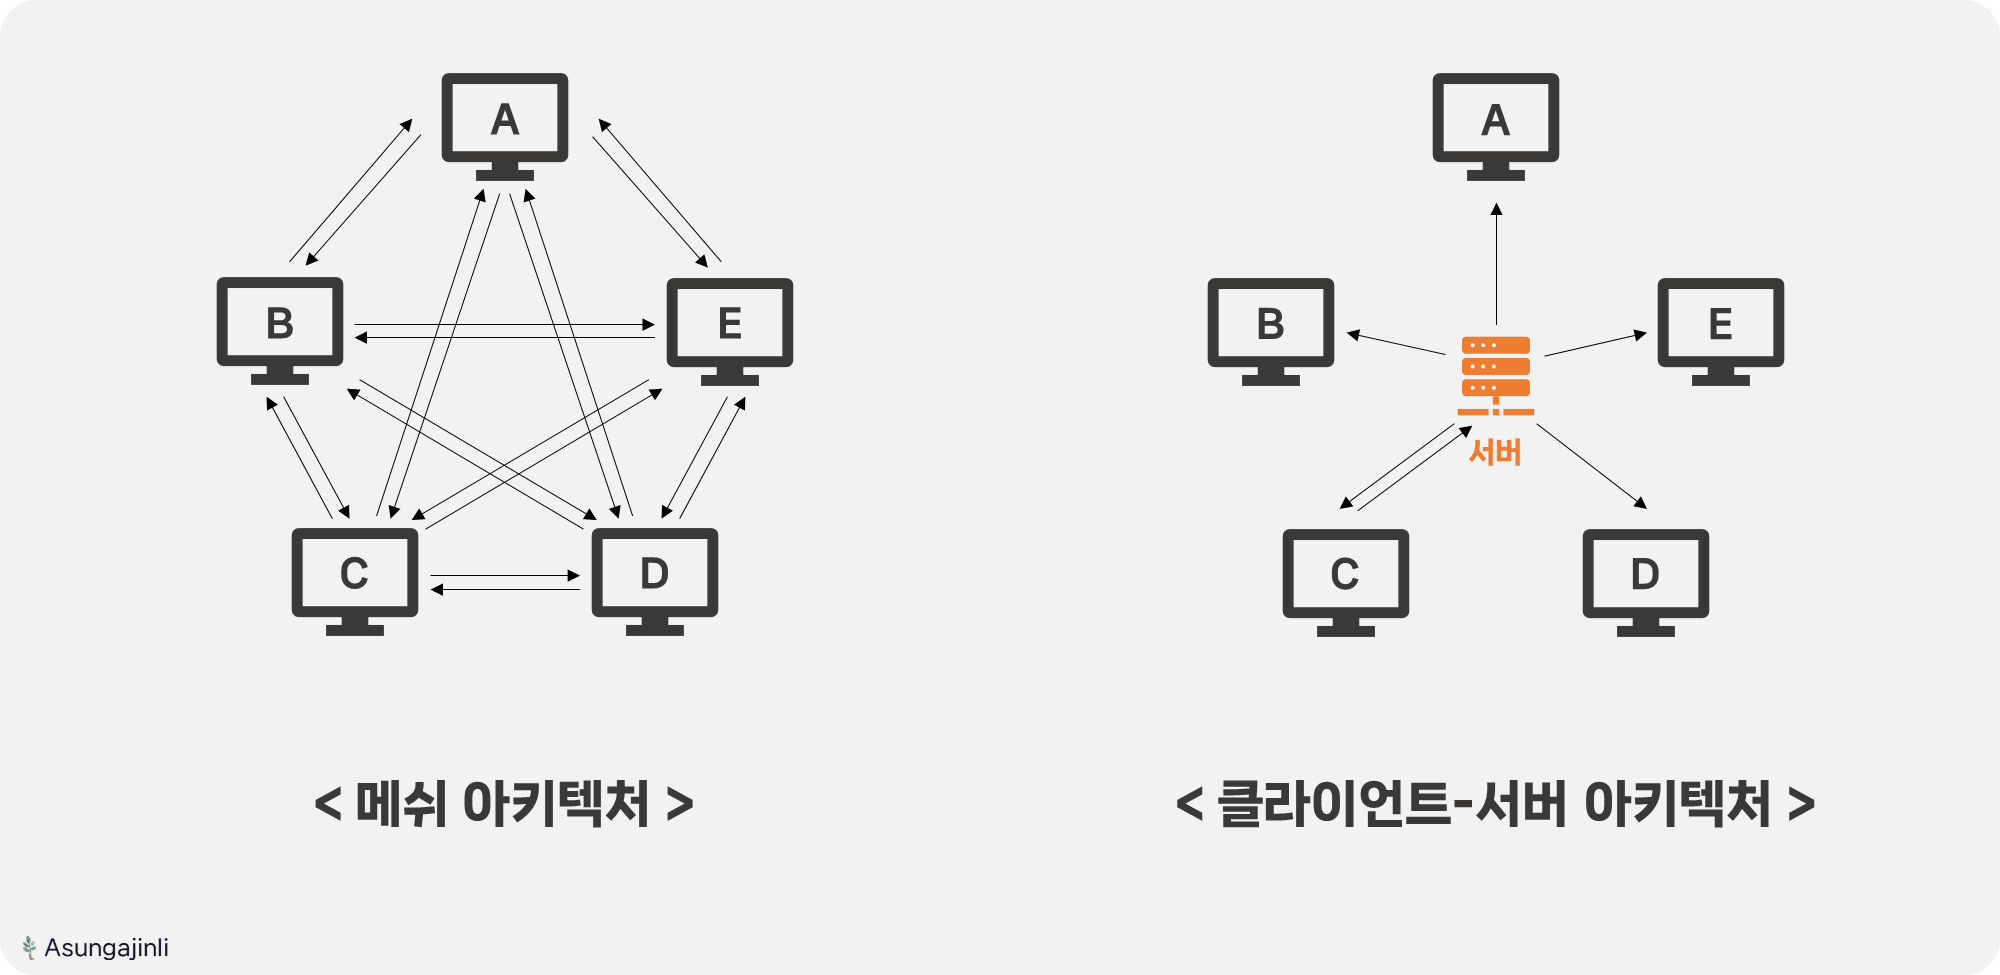 A
B
E
C
D
< 메쉬 아키텍처 >
A
B
E
서버
C
D
< 클라이언트-서버 아키텍처 >
Asungajinli